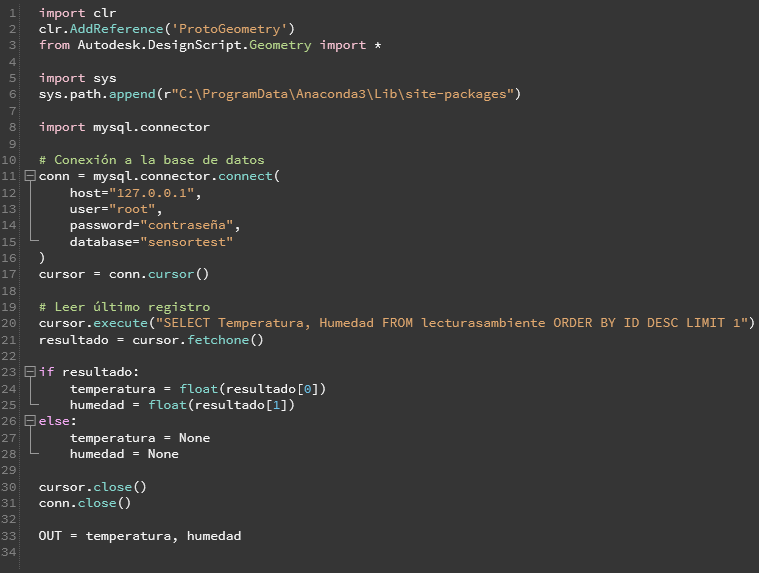 1 import clr
2 clr.AddReference('ProtoGeometry')
3 from Autodesk.DesignScript.Geometry import *
4
5 import sys
6 sys.path.append(r"C:\ProgramData\Anaconda3\Lib\site-packages")
7
8 import mysql.connector
9
10 # Conexión a la base de datos
11 conn = mysql.connector.connect(
12     host="127.0.0.1",
13     user="root",
14     password="contraseña",
15     database="sensortest"
16 )
17 cursor = conn.cursor()
18
19 # Leer último registro
20 cursor.execute("SELECT Temperatura, Humedad FROM lecturasambiente ORDER BY ID DESC LIMIT 1")
21 resultado = cursor.fetchone()
22
23 if resultado:
24     temperatura = float(resultado[0])
25     humedad = float(resultado[1])
26 else:
27     temperatura = None
28     humedad = None
29
30 cursor.close()
31 conn.close()
32
33 OUT = temperatura, humedad
34